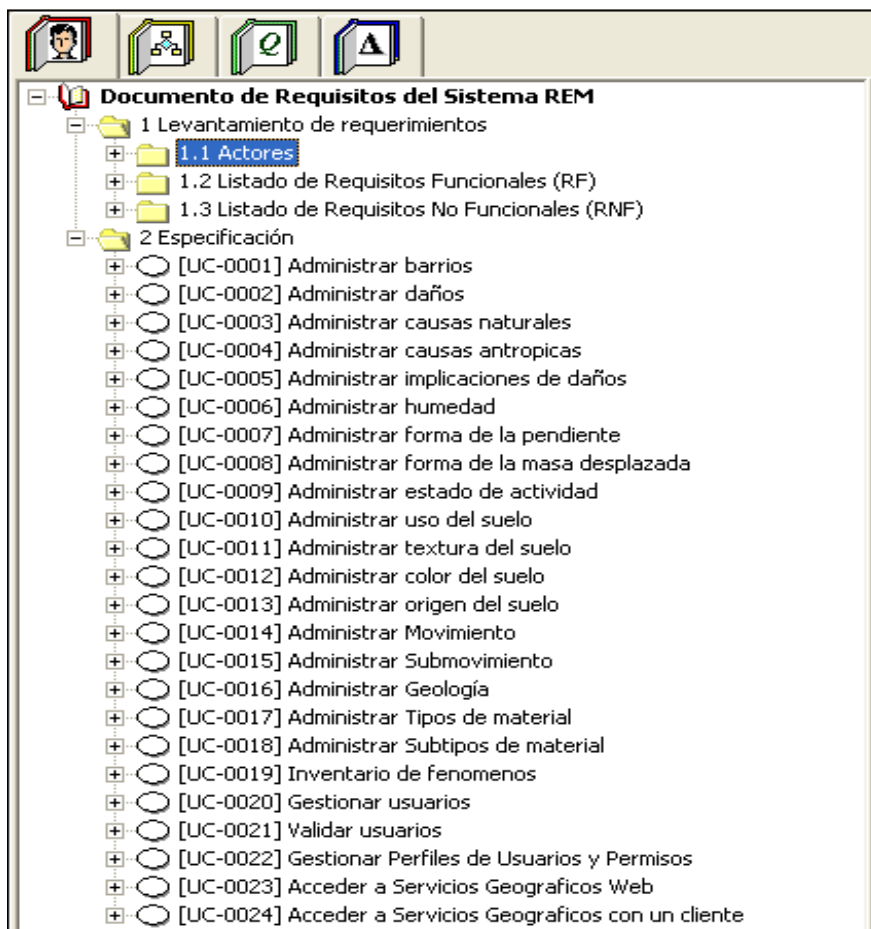 Q A
Documento de Requisitos del Sistema REM
1 Levantamiento de requerimientos
1.1 Actores
1.2 Listado de Requisitos Funcionales (RF)
1.3 Listado de Requisitos No Funcionales (RNF)
2 Especificación
[UC-0001] Administrar barrios
[UC-0002] Administrar daños
[UC-0003] Administrar causas naturales
[UC-0004] Administrar causas antropicas
[UC-0005] Administrar implicaciones de daños
[UC-0006] Administrar humedad
[UC-0007] Administrar forma de la pendiente
[UC-0008] Administrar forma de la masa desplazada
[UC-0009] Administrar estado de actividad
[UC-0010] Administrar uso del suelo
[UC-0011] Administrar textura del suelo
[UC-0012] Administrar color del suelo
[UC-0013] Administrar origen del suelo
[UC-0014] Administrar Movimiento
[UC-0015] Administrar Submovimiento
[UC-0016] Administrar Geología
[UC-0017] Administrar Tipos de material
[UC-0018] Administrar Subtipos de material
[UC-0019] Inventario de fenomenos
[UC-0020] Gestionar usuarios
[UC-0021] Validar usuarios
[UC-0022] Gestionar Perfiles de Usuarios y Permisos
[UC-0023] Acceder a Servicios Geograficos Web
[UC-0024] Acceder a Servicios Geograficos con un cliente